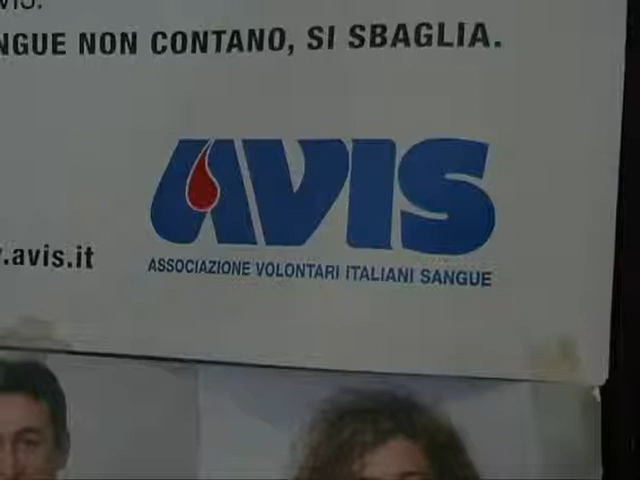 NGUE NON CONTANO, SI SBAGLIA.
AVIS
.avis.it
ASSOCIAZIONE VOLONTARI ITALIANI SANGUE